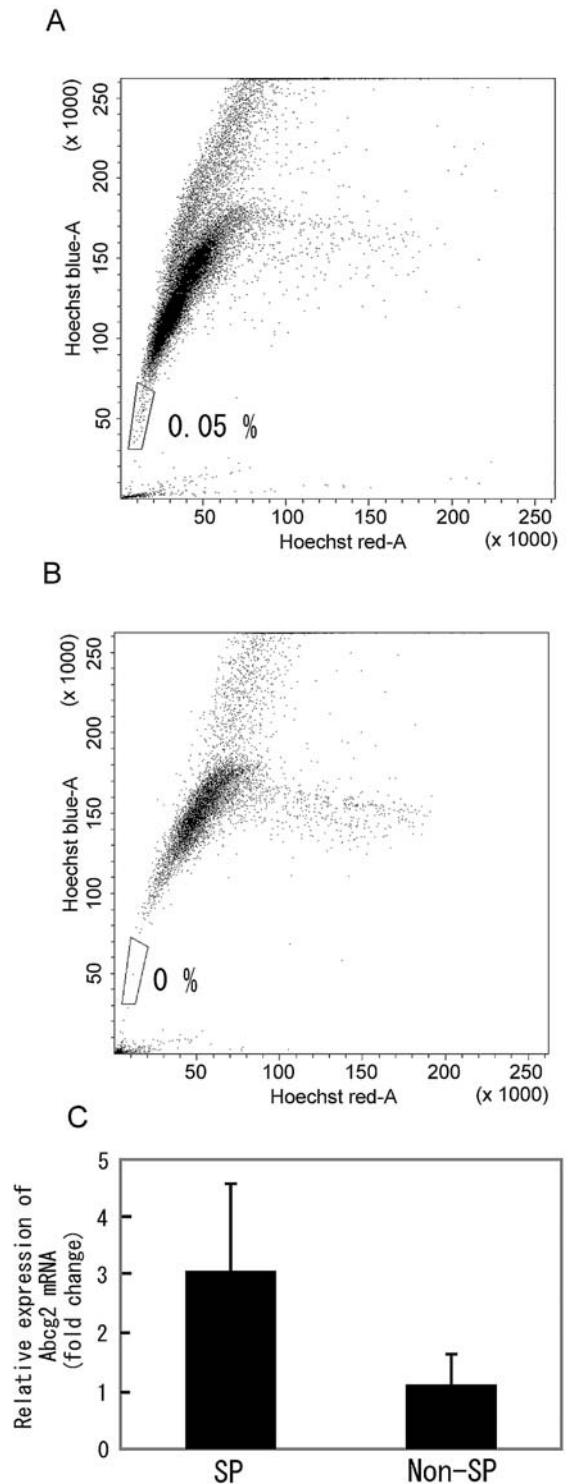 A
Hoechst blue-A
(x 1000)
250
200
150
100
50
0.05 %
50
100
150
200
250
Hoechst red-A
(x 1000)
B
Hoechst blue-A
(x 1000)
250
200
150
100
50
0 %
50
100
150
200
250
Hoechst red-A
(x 1000)
C
Relative expression of
Abcg2 mRNA
(fold change)
5
4
3
2
1
0
SP
Non-SP